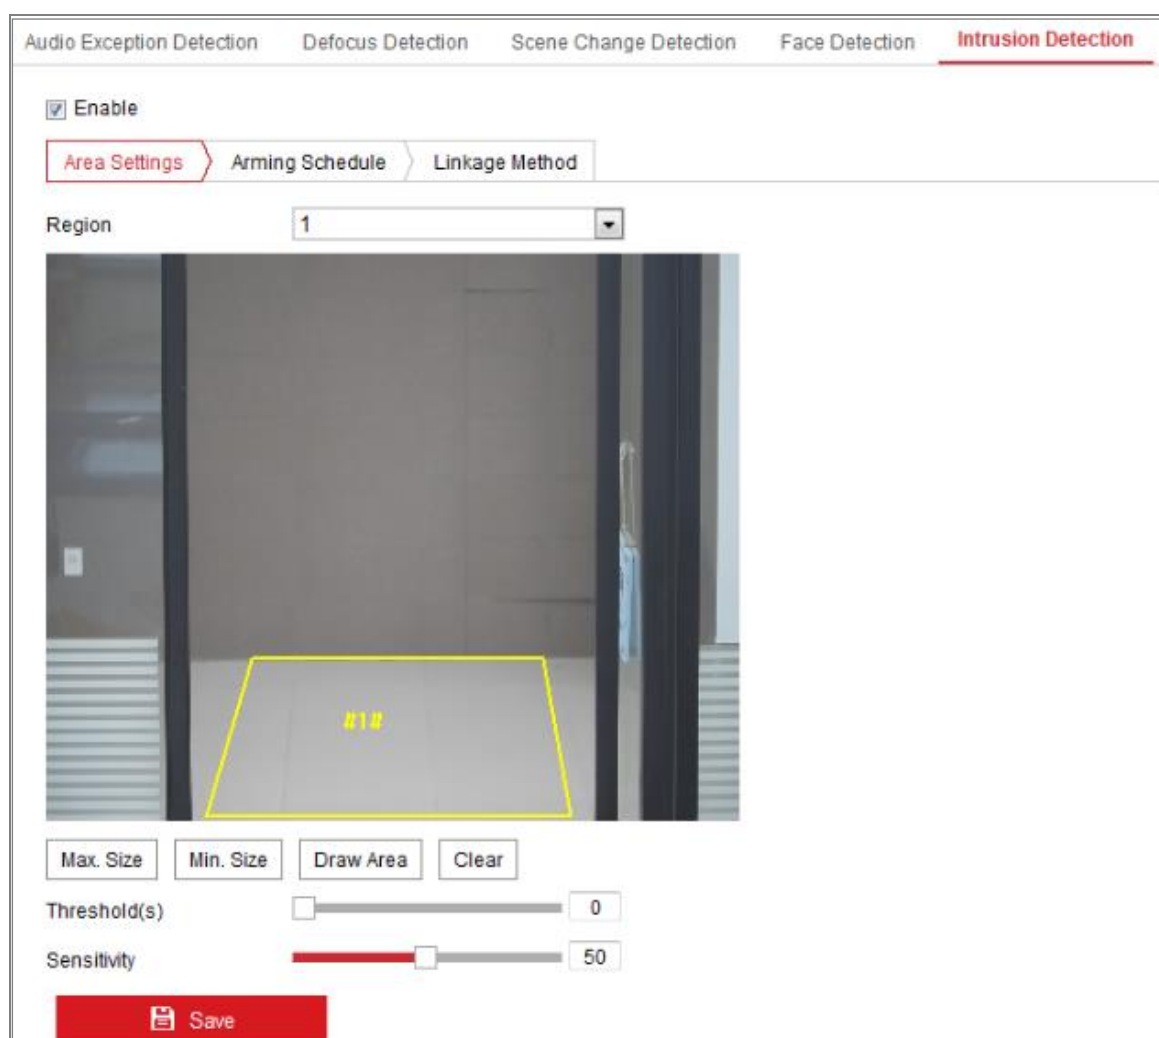 Audio Exception Detection Defocus Detection Scene Change Detection Face Detection Intrusion Detection
Enable
Area Settings Arming Schedule Linkage Method
Region 1
#1#
Max. Size Min. Size Draw Area Clear
Threshold(s) 0
Sensitivity 50
Save